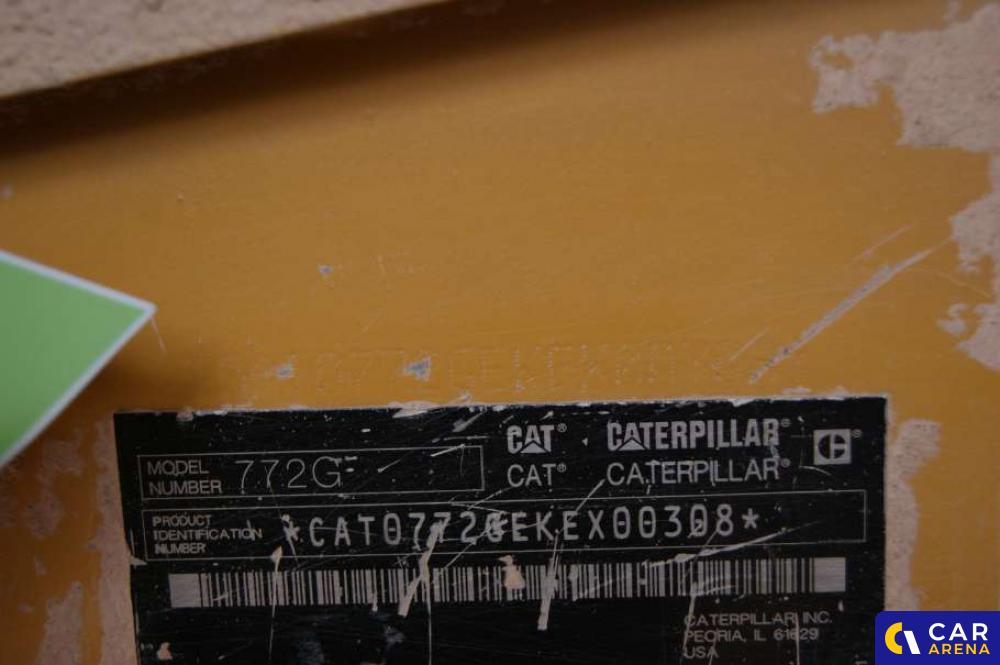 CAT® CATERPILLAR®
CAT® CATERPILLAR®
MODEL NUMBER 772G
PRODUCT IDENTIFICATION NUMBER *CAT0772GEKEX00308*
CATERPILLAR INC.
PEORIA, IL 61629
USA
CAR ARENA